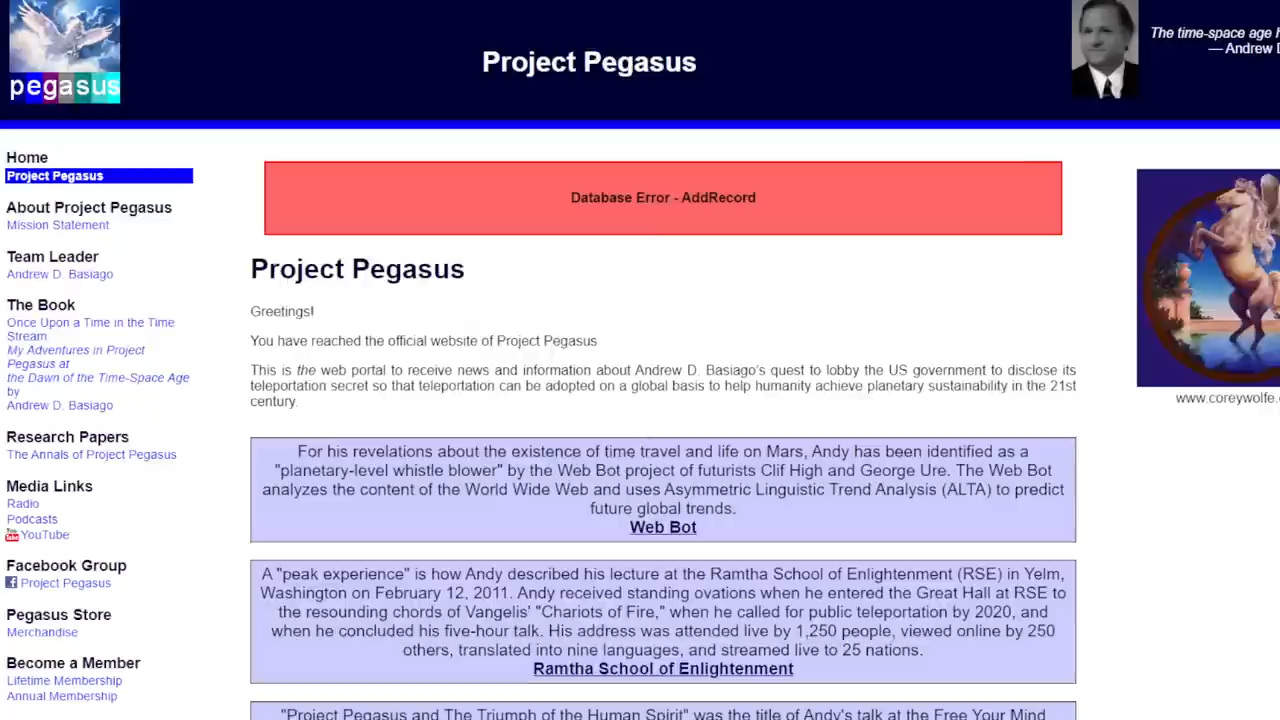 pegasus
Project Pegasus
The time-space age
— Andrew
Home
Project Pegasus
About Project Pegasus
Mission Statement
Team Leader
Andrew D. Basiago
The Book
Once Upon a Time in the Time
Stream
My Adventures in Project
Pegasus at
the Dawn of the Time-Space Age
by
Andrew D. Basiago
Research Papers
The Annals of Project Pegasus
Media Links
Radio
Podcasts
YouTube
Facebook Group
Project Pegasus
Pegasus Store
Merchandise
Become a Member
Lifetime Membership
Annual Membership
Database Error - AddRecord
Project Pegasus
Greetings!
You have reached the official website of Project Pegasus
This is the web portal to receive news and information about Andrew D. Basiago's quest to lobby the US government to disclose its
teleportation secret so that teleportation can be adopted on a global basis to help humanity achieve planetary sustainability in the 21st
century.
For his revelations about the existence of time travel and life on Mars, Andy has been identified as a
"planetary-level whistle blower" by the Web Bot project of futurists Clif High and George Ure. The Web Bot
analyzes the content of the World Wide Web and uses Asymmetric Linguistic Trend Analysis (ALTA) to predict
future global trends.
Web Bot
A "peak experience" is how Andy described his lecture at the Ramtha School of Enlightenment (RSE) in Yelm,
Washington on February 12, 2011. Andy received standing ovations when he entered the Great Hall at RSE to
the resounding chords of Vangelis' "Chariots of Fire," when he called for public teleportation by 2020, and
when he concluded his five-hour talk. His address was attended live by 1,250 people, viewed online by 250
others, translated into nine languages, and streamed live to 25 nations.
Ramtha School of Enlightenment
"Project Pegasus and The Triumph of the Human Spirit" was the title of Andy's talk at the Free Your Mind
www.coreywolfe.